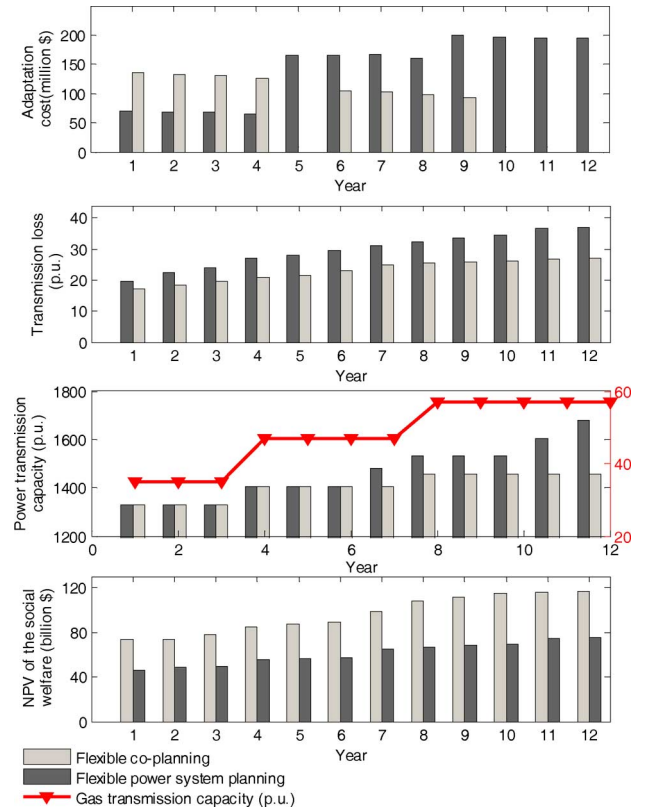 Adaptation
cost(million $)
200
150
100
50
0
1 2 3 4 5 6 7 8 9 10 11 12
Year
Transmission loss
(p.u.)
40
30
20
10
0
1 2 3 4 5 6 7 8 9 10 11 12
Year
Power transmission
capacity (p.u.)
1800
1600
1400
1200
60
40
20
0 2 4 6 8 10 12
Year
NPV of the social
welfare (billion $)
120
80
40
0
1 2 3 4 5 6 7 8 9 10 11 12
Year
Flexible co-planning
Flexible power system planning
Gas transmission capacity (p.u.)